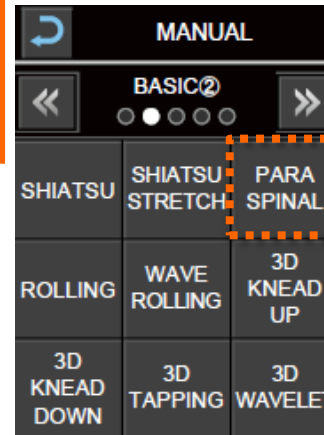 MANUAL
BASIC②
SHIATSU
SHIATSU
STRETCH
PARA
SPINAL
ROLLING
WAVE
ROLLING
3D
KNEAD
UP
3D
KNEAD
DOWN
3D
TAPPING
3D
WAVELET